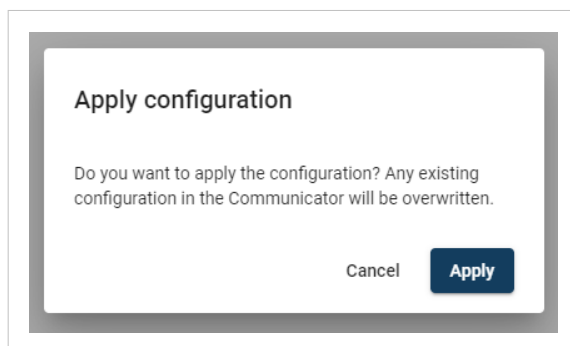 Apply configuration
Do you want to apply the configuration? Any existing
configuration in the Communicator will be overwritten.
Cancel Apply